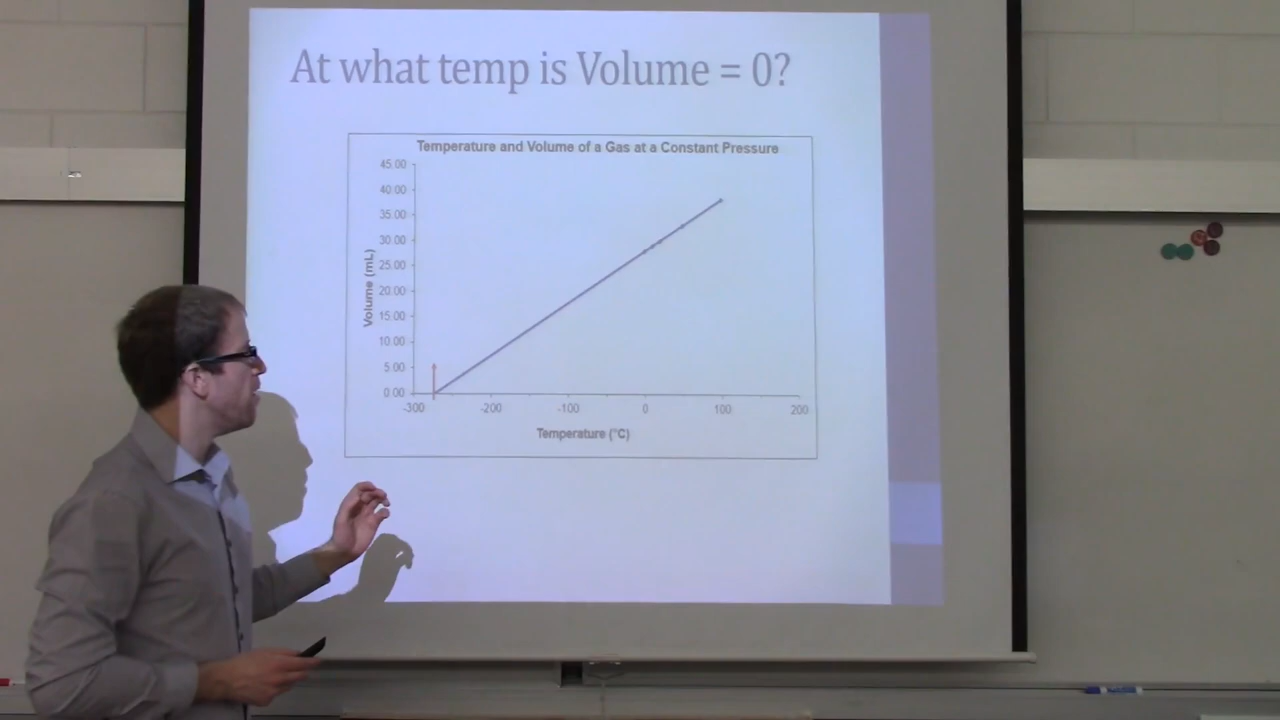 At what temp is Volume = 0?
Temperature and Volume of a Gas at a Constant Pressure
45.00
40.00
35.00
30.00
25.00
20.00
15.00
10.00
5.00
0.00
Volume (mL)
-300 -200 -100 0 100 200
Temperature (°C)